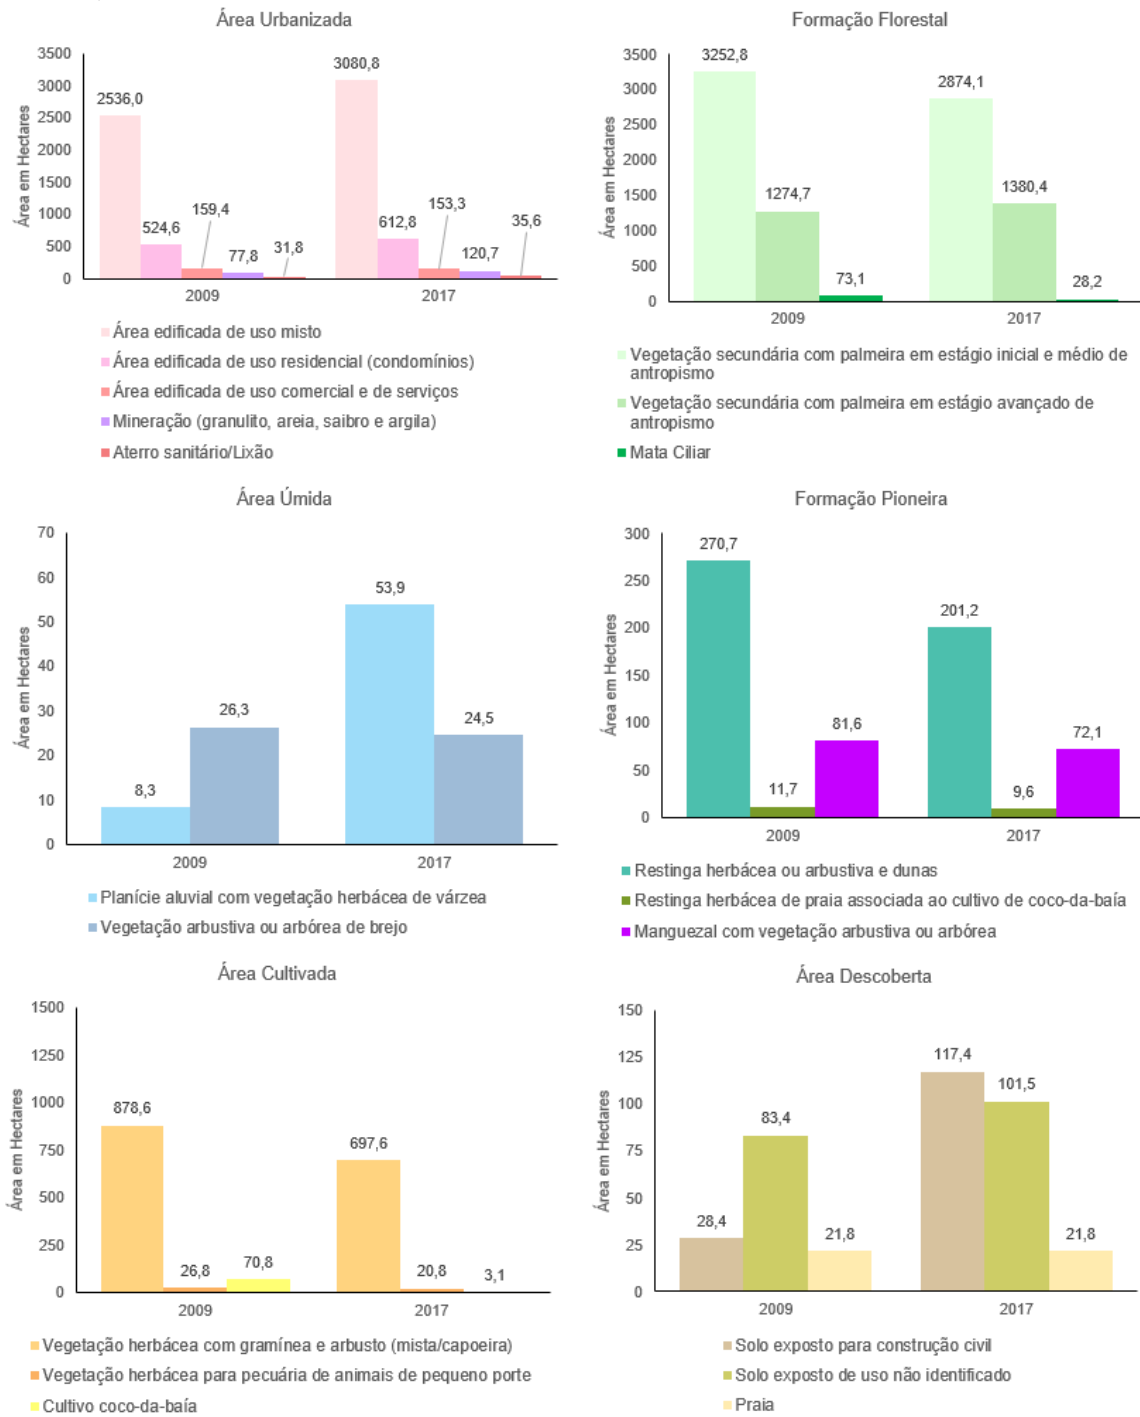 Área Urbanizada
Área em Hectares
3500
3000
2500
2000
1500
1000
500
0
2536,0
524,6
159,4
77,8
31,8
3080,8
612,8
153,3
120,7
35,6
2009
2017
Área edificada de uso misto
Área edificada de uso residencial (condomínios)
Área edificada de uso comercial e de serviços
Mineração (granulito, areia, saibro e argila)
Aterro sanitário/Lixão
Formação Florestal
Área em Hectares
3500
3000
2500
2000
1500
1000
500
0
3252,8
1274,7
73,1
2874,1
1380,4
28,2
2009
2017
Vegetação secundária com palmeira em estágio inicial e médio de
antropismo
Vegetação secundária com palmeira em estágio avançado de
antropismo
Mata Ciliar
Área Úmida
Área em Hectares
70
60
50
40
30
20
10
0
8,3
26,3
53,9
24,5
2009
2017
Planície aluvial com vegetação herbácea de várzea
Vegetação arbustiva ou arbórea de brejo
Formação Pioneira
Área em Hectares
300
250
200
150
100
50
0
270,7
11,7
81,6
201,2
9,6
72,1
2009
2017
Restinga herbácea ou arbustiva e dunas
Restinga herbácea de praia associada ao cultivo de coco-da-baía
Manguezal com vegetação arbustiva ou arbórea
Área Cultivada
Área em Hectares
1500
1250
1000
750
500
250
0
878,6
26,8
70,8
697,6
20,8
3,1
2009
2017
Vegetação herbácea com gramínea e arbusto (mista/capoeira)
Vegetação herbácea para pecuária de animais de pequeno porte
Cultivo coco-da-baía
Área Descoberta
Área em Hectares
150
125
100
75
50
25
0
28,4
83,4
21,8
117,4
101,5
21,8
2009
2017
Solo exposto para construção civil
Solo exposto de uso não identificado
Praia